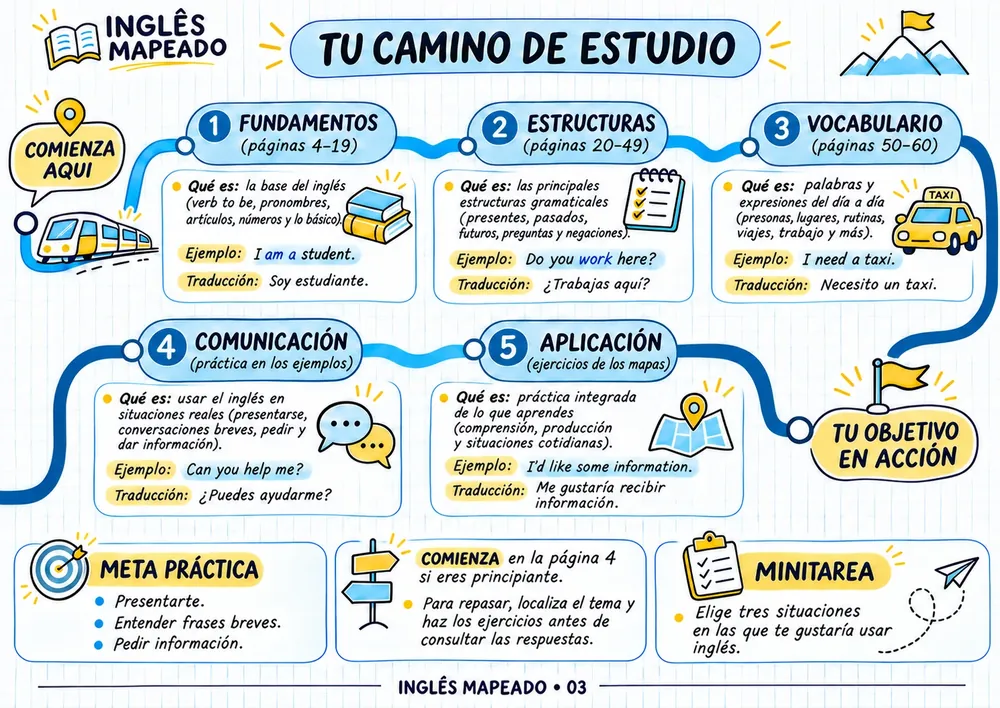 INGLÊS
MAPEADO
TU CAMINO DE ESTUDIO
COMIENZA
AQUI
1 FUNDAMENTOS
(páginas 4–19)
Qué es: la base del inglés
(verb to be, pronombres,
artículos, números y lo básico).
Ejemplo: I am a student.
Traducción: Soy estudiante.
2 ESTRUCTURAS
(páginas 20–49)
Qué es: las principales
estructuras gramaticales
(presentes, pasados,
futuros, preguntas y negaciones).
Ejemplo: Do you work here?
Traducción: ¿Trabajas aquí?
3 VOCABULARIO
(páginas 50–60)
Qué es: palabras y
expresiones del día a día
(presonas, lugares, rutinas,
viajes, trabajo y más).
TAXI
Ejemplo: I need a taxi.
Traducción: Necesito un taxi.
4 COMUNICACIÓN
(práctica en los ejemplos)
Qué es: usar el inglés en
situaciones reales (presentarse,
conversaciones breves, pedir y
dar información).
Ejemplo: Can you help me?
Traducción: ¿Puedes ayudarme?
5 APLICACIÓN
(ejercicios de los mapas)
Qué es: práctica integrada
de lo que aprendes
(comprensión, producción
y situaciones cotidianas).
Ejemplo: I'd like some information.
Traducción: Me gustaría recibir
información.
TU OBJETIVO
EN ACCIÓN
META PRÁCTICA
Presentarte.
Entender frases breves.
Pedir información.
COMIENZA en la página 4
si eres principiante.
Para repasar, localiza el tema y
haz los ejercicios antes de
consultar las respuestas.
MINITAREA
Elige tres situaciones
en las que te gustaría usar
inglés.
INGLÊS MAPEADO • 03